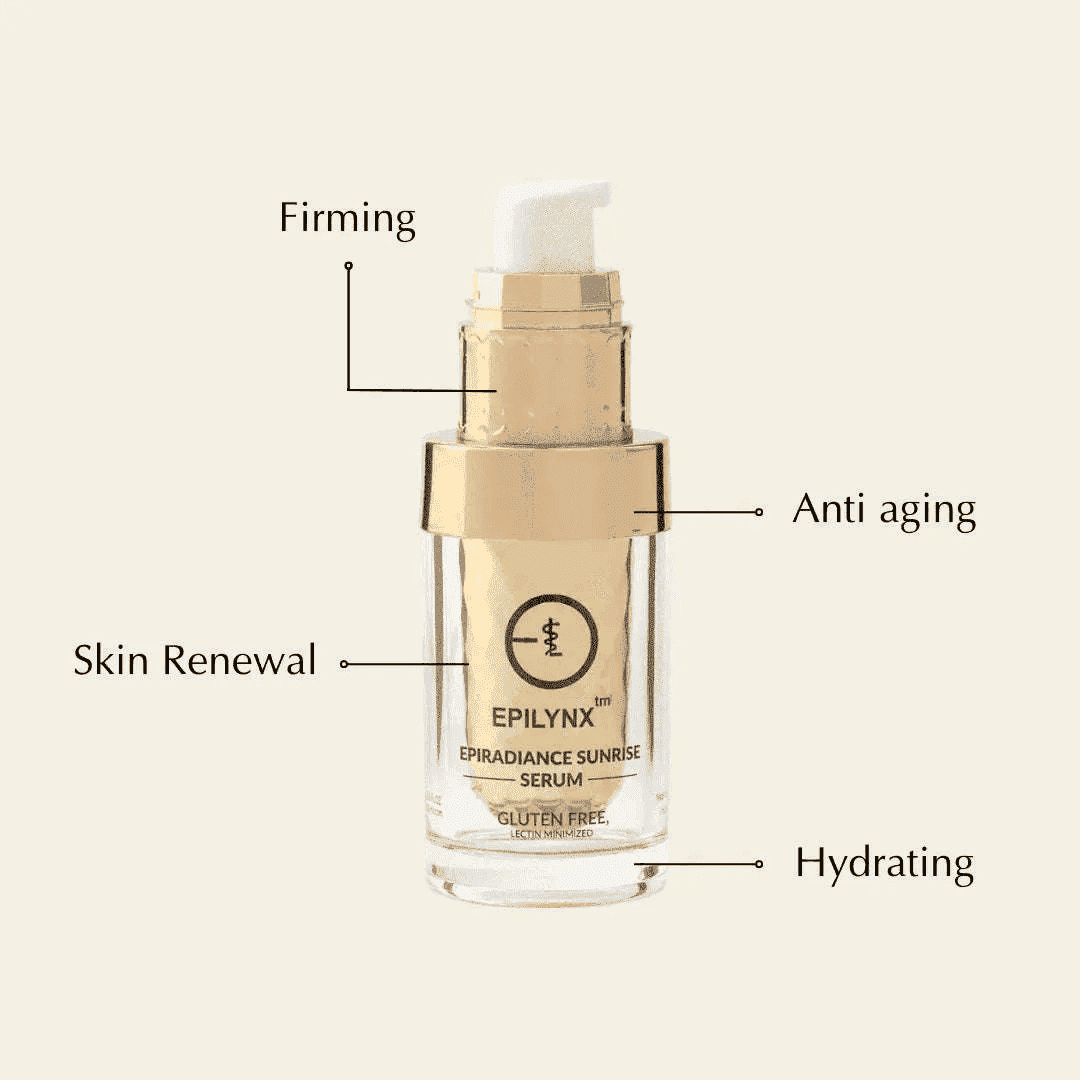 Firming
Anti aging
Skin Renewal
EPILYNX tm
EPIRADIANCE SUNRISE
SERUM
GLUTEN FREE,
LECTIN MINIMIZED
Hydrating